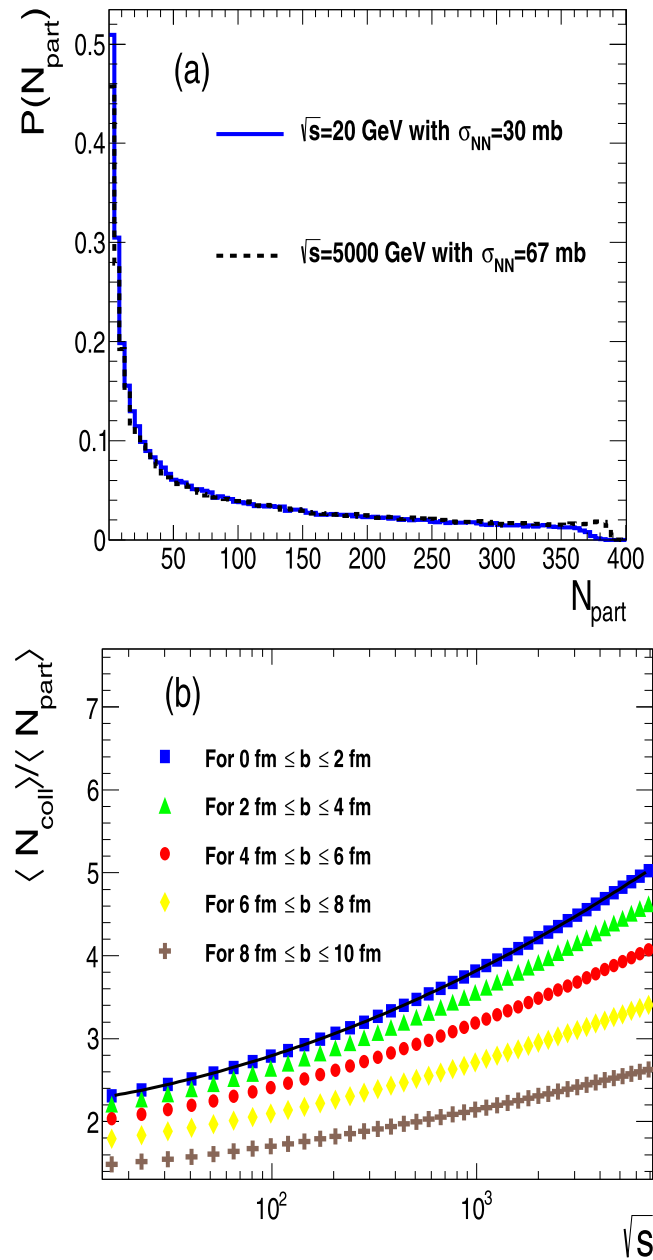 P(N_part)
0.5
0.4
0.3
0.2
0.1
0
(a)
√s=20 GeV with σ_NN=30 mb
√s=5000 GeV with σ_NN=67 mb
50 100 150 200 250 300 350 400
N_part
⟨ N_coll ⟩/⟨ N_part ⟩
7
6
5
4
3
2
(b)
For 0 fm ≤ b ≤ 2 fm
For 2 fm ≤ b ≤ 4 fm
For 4 fm ≤ b ≤ 6 fm
For 6 fm ≤ b ≤ 8 fm
For 8 fm ≤ b ≤ 10 fm
10² 10³
√s